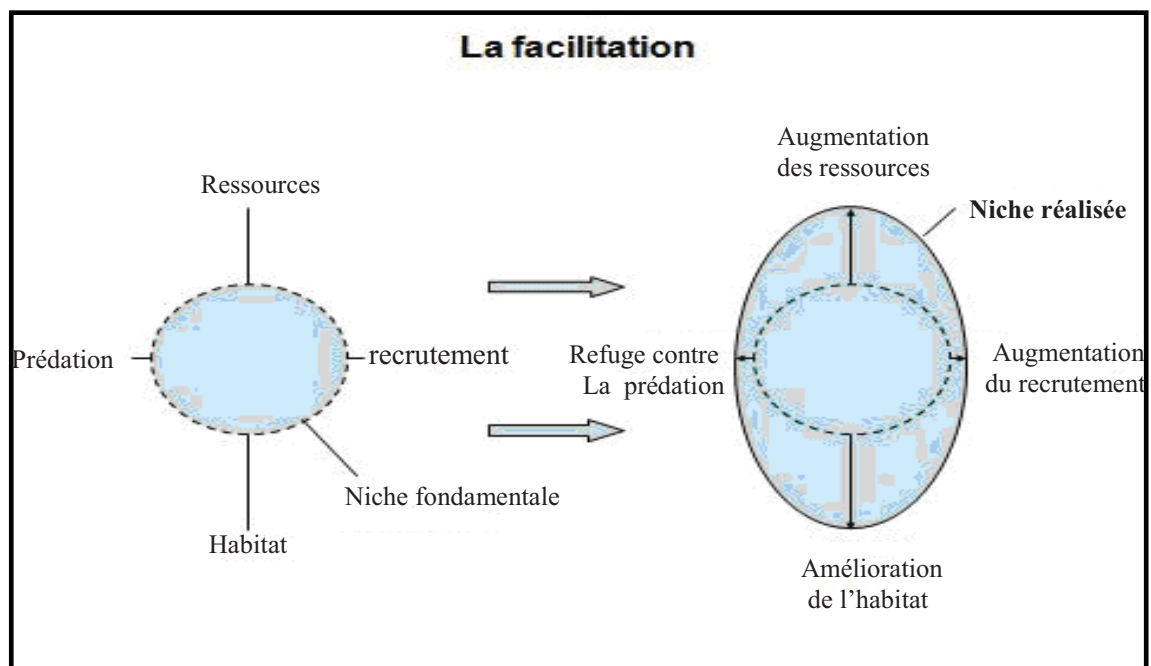 La facilitation
Ressources
Prédation
recrutement
Niche fondamentale
Habitat
Augmentation
des ressources
Niche réalisée
Refuge contre
La prédation
Augmentation
du recrutement
Amélioration
de l'habitat